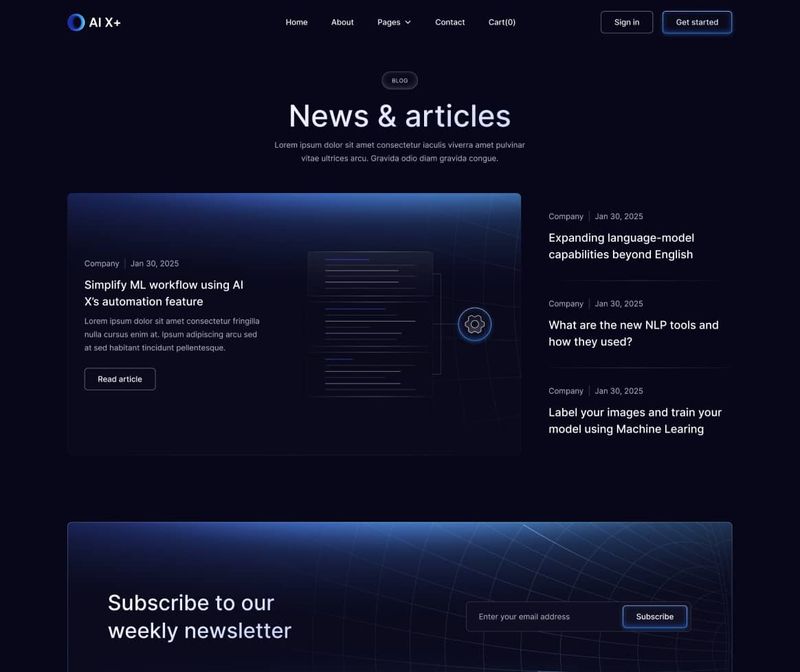 AI X+
Home
About
Pages
Contact
Cart(0)
Sign in
Get started
BLOG
News & articles
Lorem ipsum dolor sit amet consectetur iaculis viverra amet pulvinar
vitae ultrices arcu. Gravida odio diam gravida congue.
Company | Jan 30, 2025
Simplify ML workflow using AI
X's automation feature
Lorem ipsum dolor sit amet consectetur fringilla
nulla cursus enim at. Ipsum adipiscing arcu sed
at sed habitant tincidunt pellentesque.
Read article
Company | Jan 30, 2025
Expanding language-model
capabilities beyond English
Company | Jan 30, 2025
What are the new NLP tools and
how they used?
Company | Jan 30, 2025
Label your images and train your
model using Machine Learing
Subscribe to our
weekly newsletter
Enter your email address
Subscribe